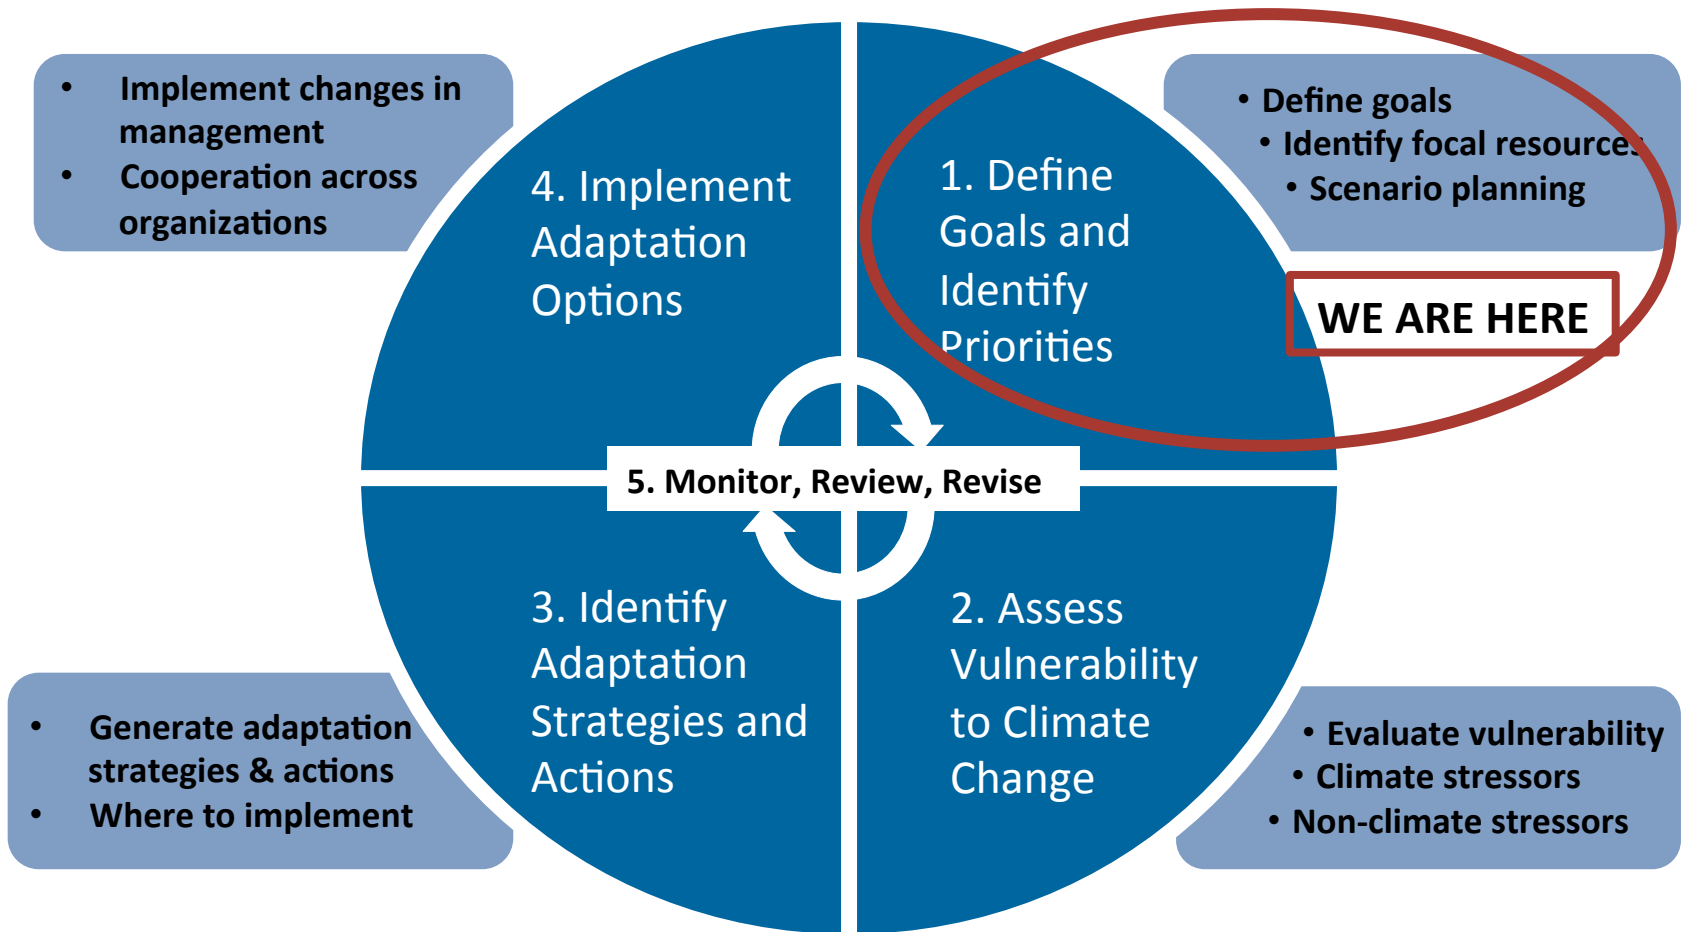 • Implement changes in
management
• Cooperation across
organizations
4. Implement
Adaptation
Options
1. Define
Goals and
Identify
Priorities
• Define goals
• Identify focal resources
• Scenario planning
WE ARE HERE
5. Monitor, Review, Revise
3. Identify
Adaptation
Strategies and
Actions
2. Assess
Vulnerability
to Climate
Change
• Generate adaptation
strategies & actions
• Where to implement
• Evaluate vulnerability
• Climate stressors
• Non-climate stressors